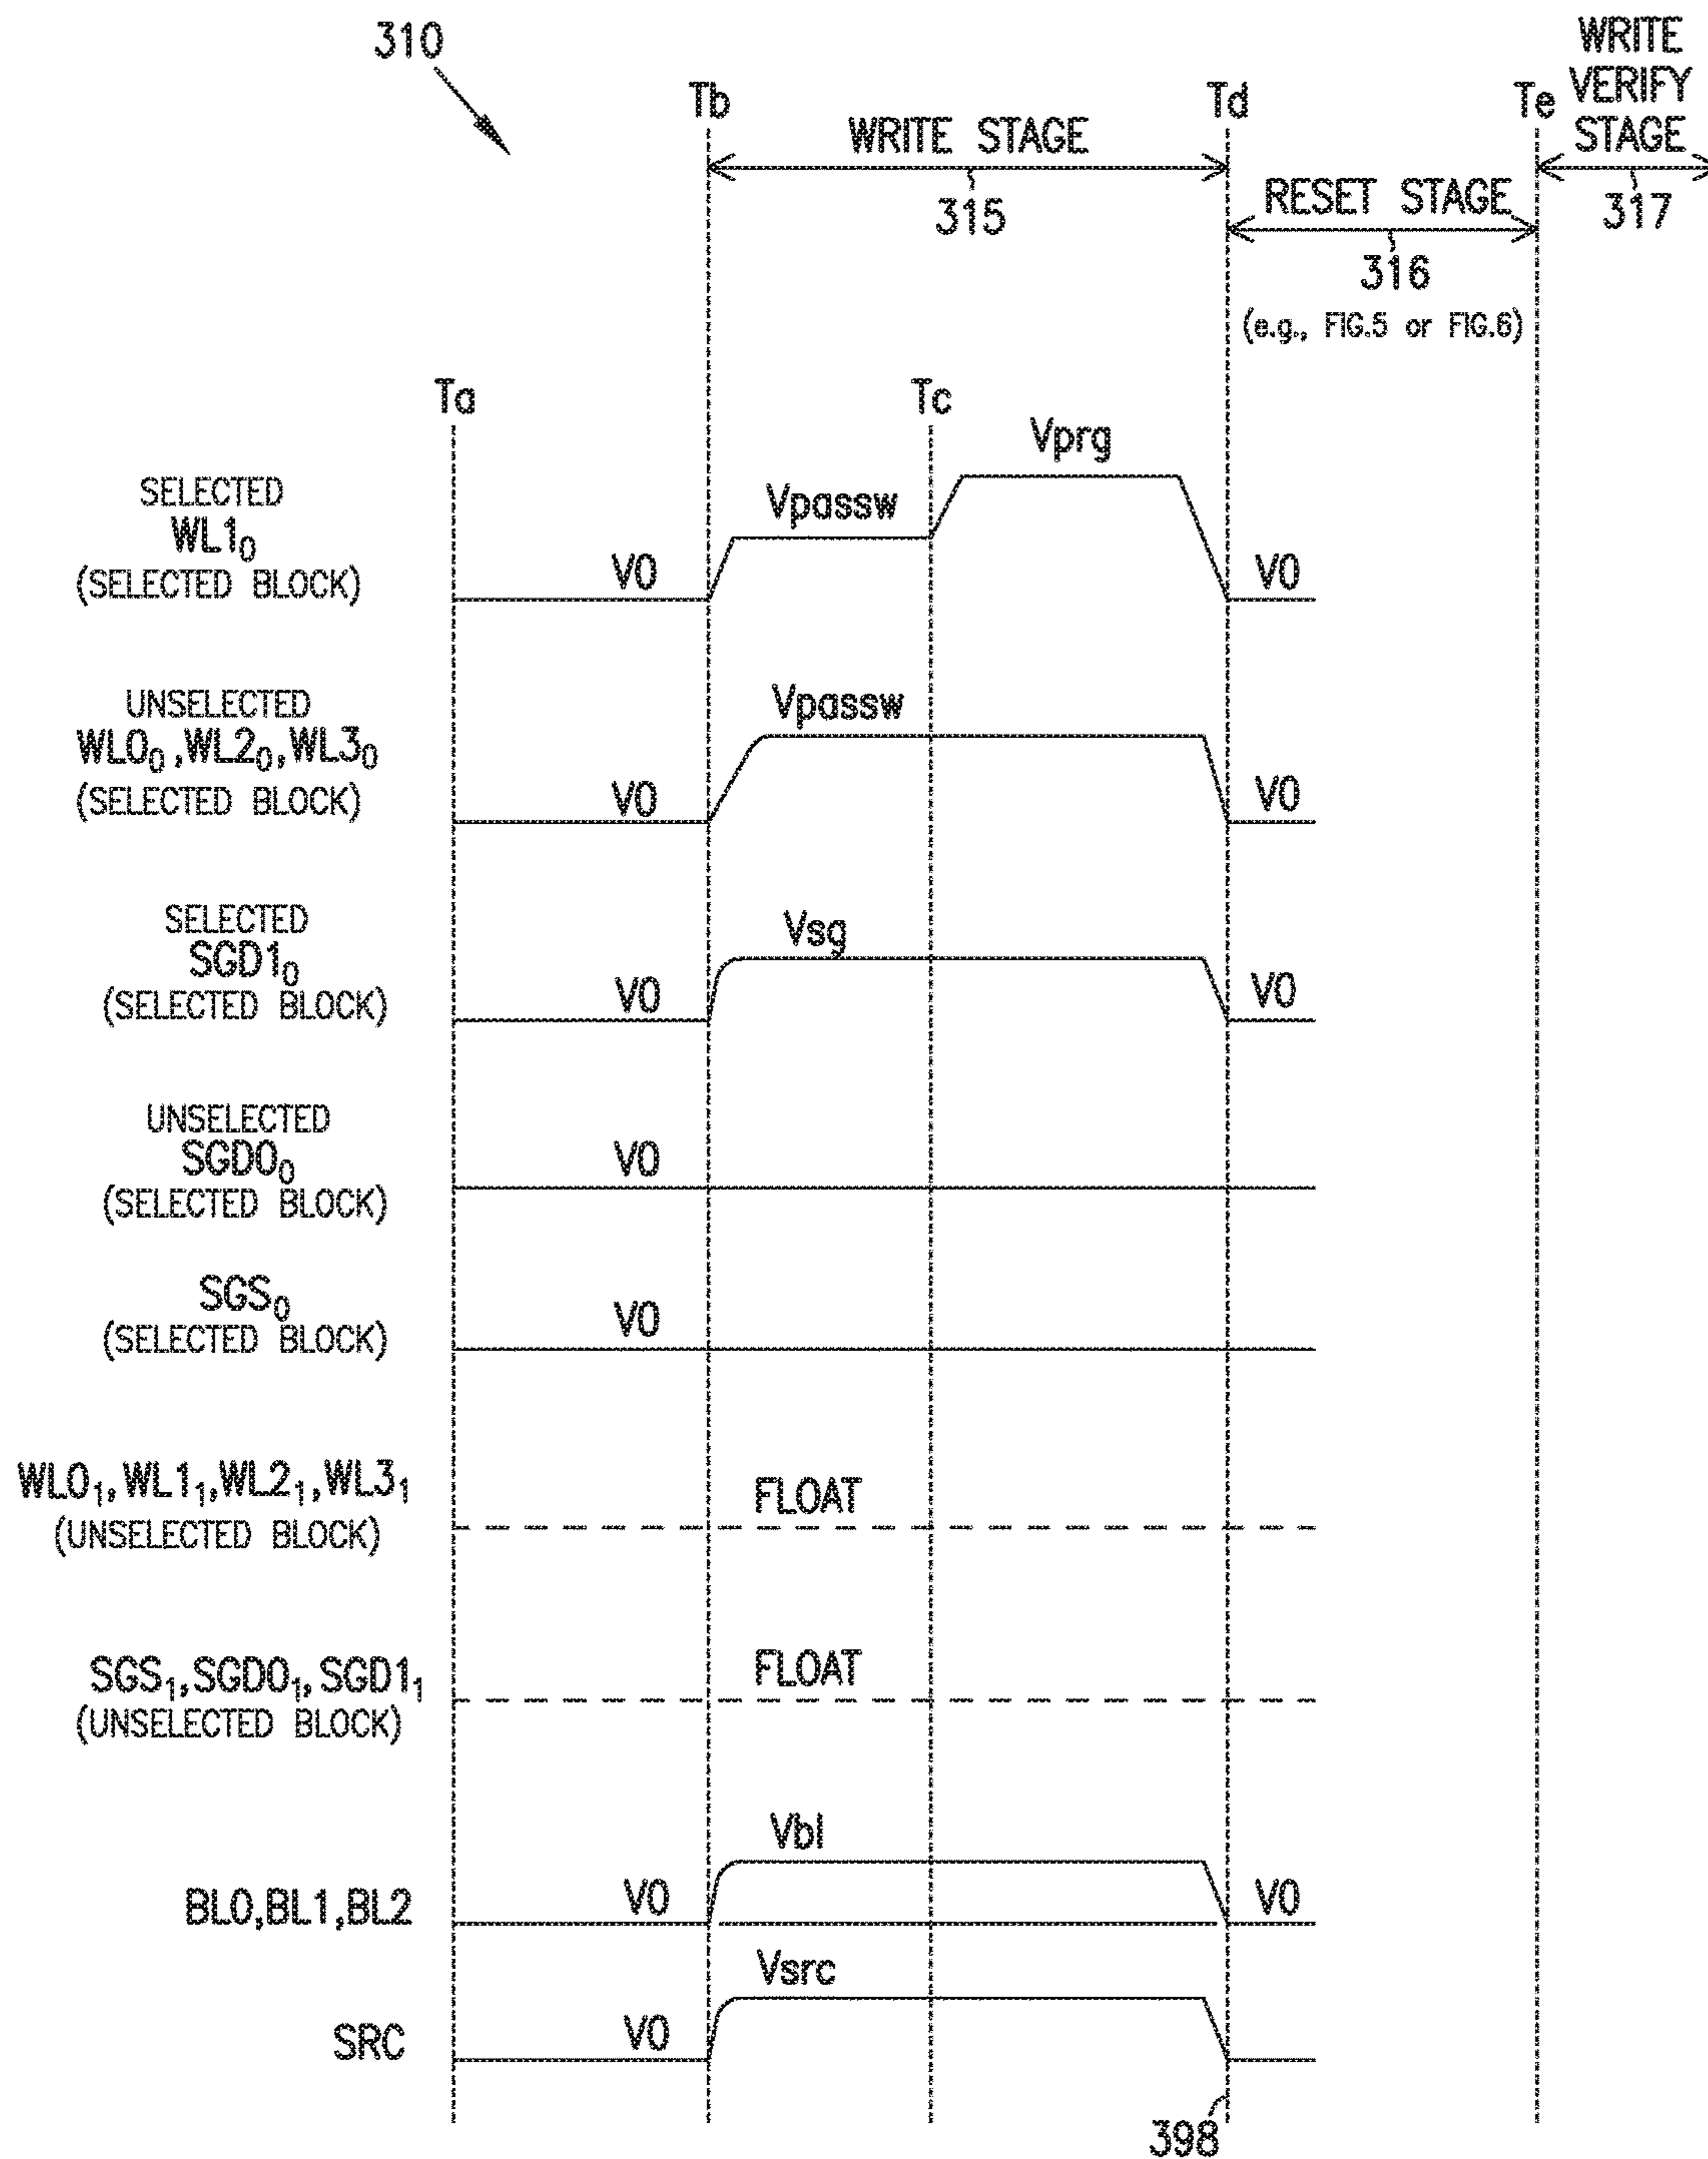 310
WRITE
VERIFY
STAGE
317
Tb
WRITE STAGE
315
Td
Te
RESET STAGE
316
(e.g., FIG.5 or FIG.6)
Ta
Tc
SELECTED
WL1₀
(SELECTED BLOCK)
V0
Vpassw
Vprg
V0
UNSELECTED
WL0₀,WL2₀,WL3₀
(SELECTED BLOCK)
V0
Vpassw
V0
SELECTED
SGD1₀
(SELECTED BLOCK)
V0
Vsg
V0
UNSELECTED
SGD0₀
(SELECTED BLOCK)
V0
SGS₀
(SELECTED BLOCK)
V0
WL0₁,WL1₁,WL2₁,WL3₁
(UNSELECTED BLOCK)
FLOAT
SGS₁,SGD0₁,SGD1₁
(UNSELECTED BLOCK)
FLOAT
BL0,BL1,BL2
V0
Vbl
V0
SRC
V0
Vsrc
398